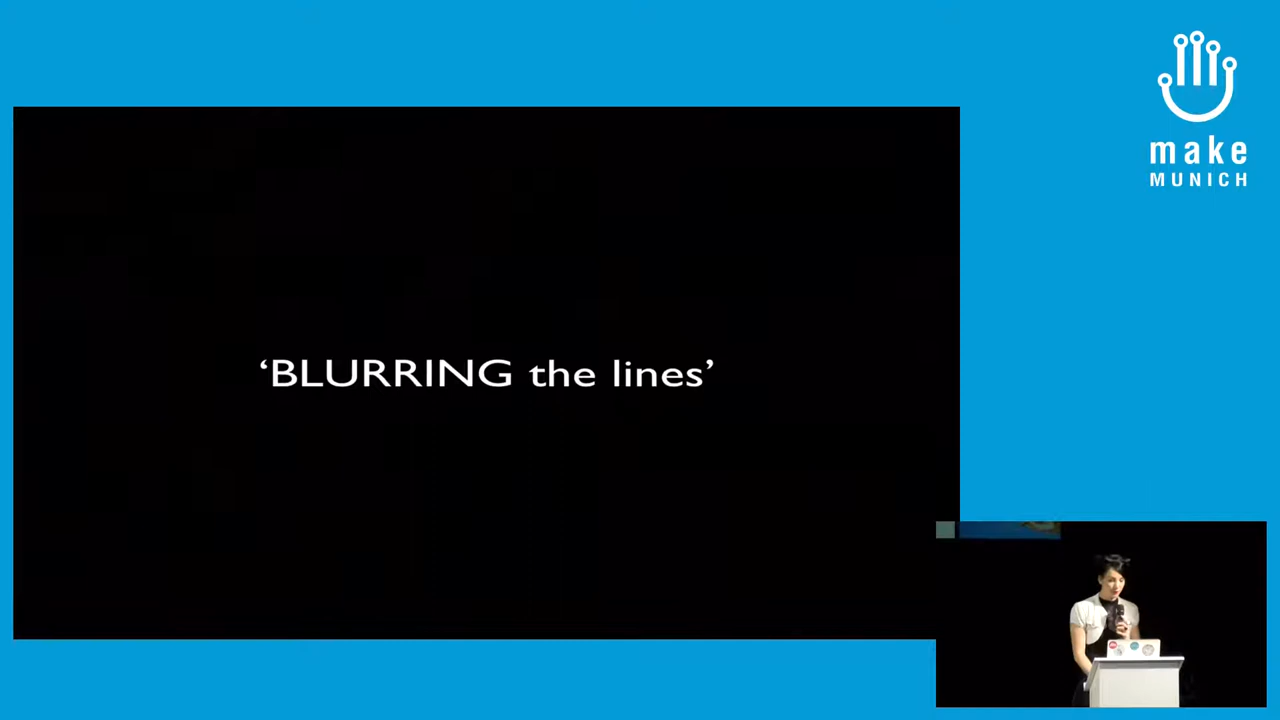 make
MUNICH
‘BLURRING the lines’